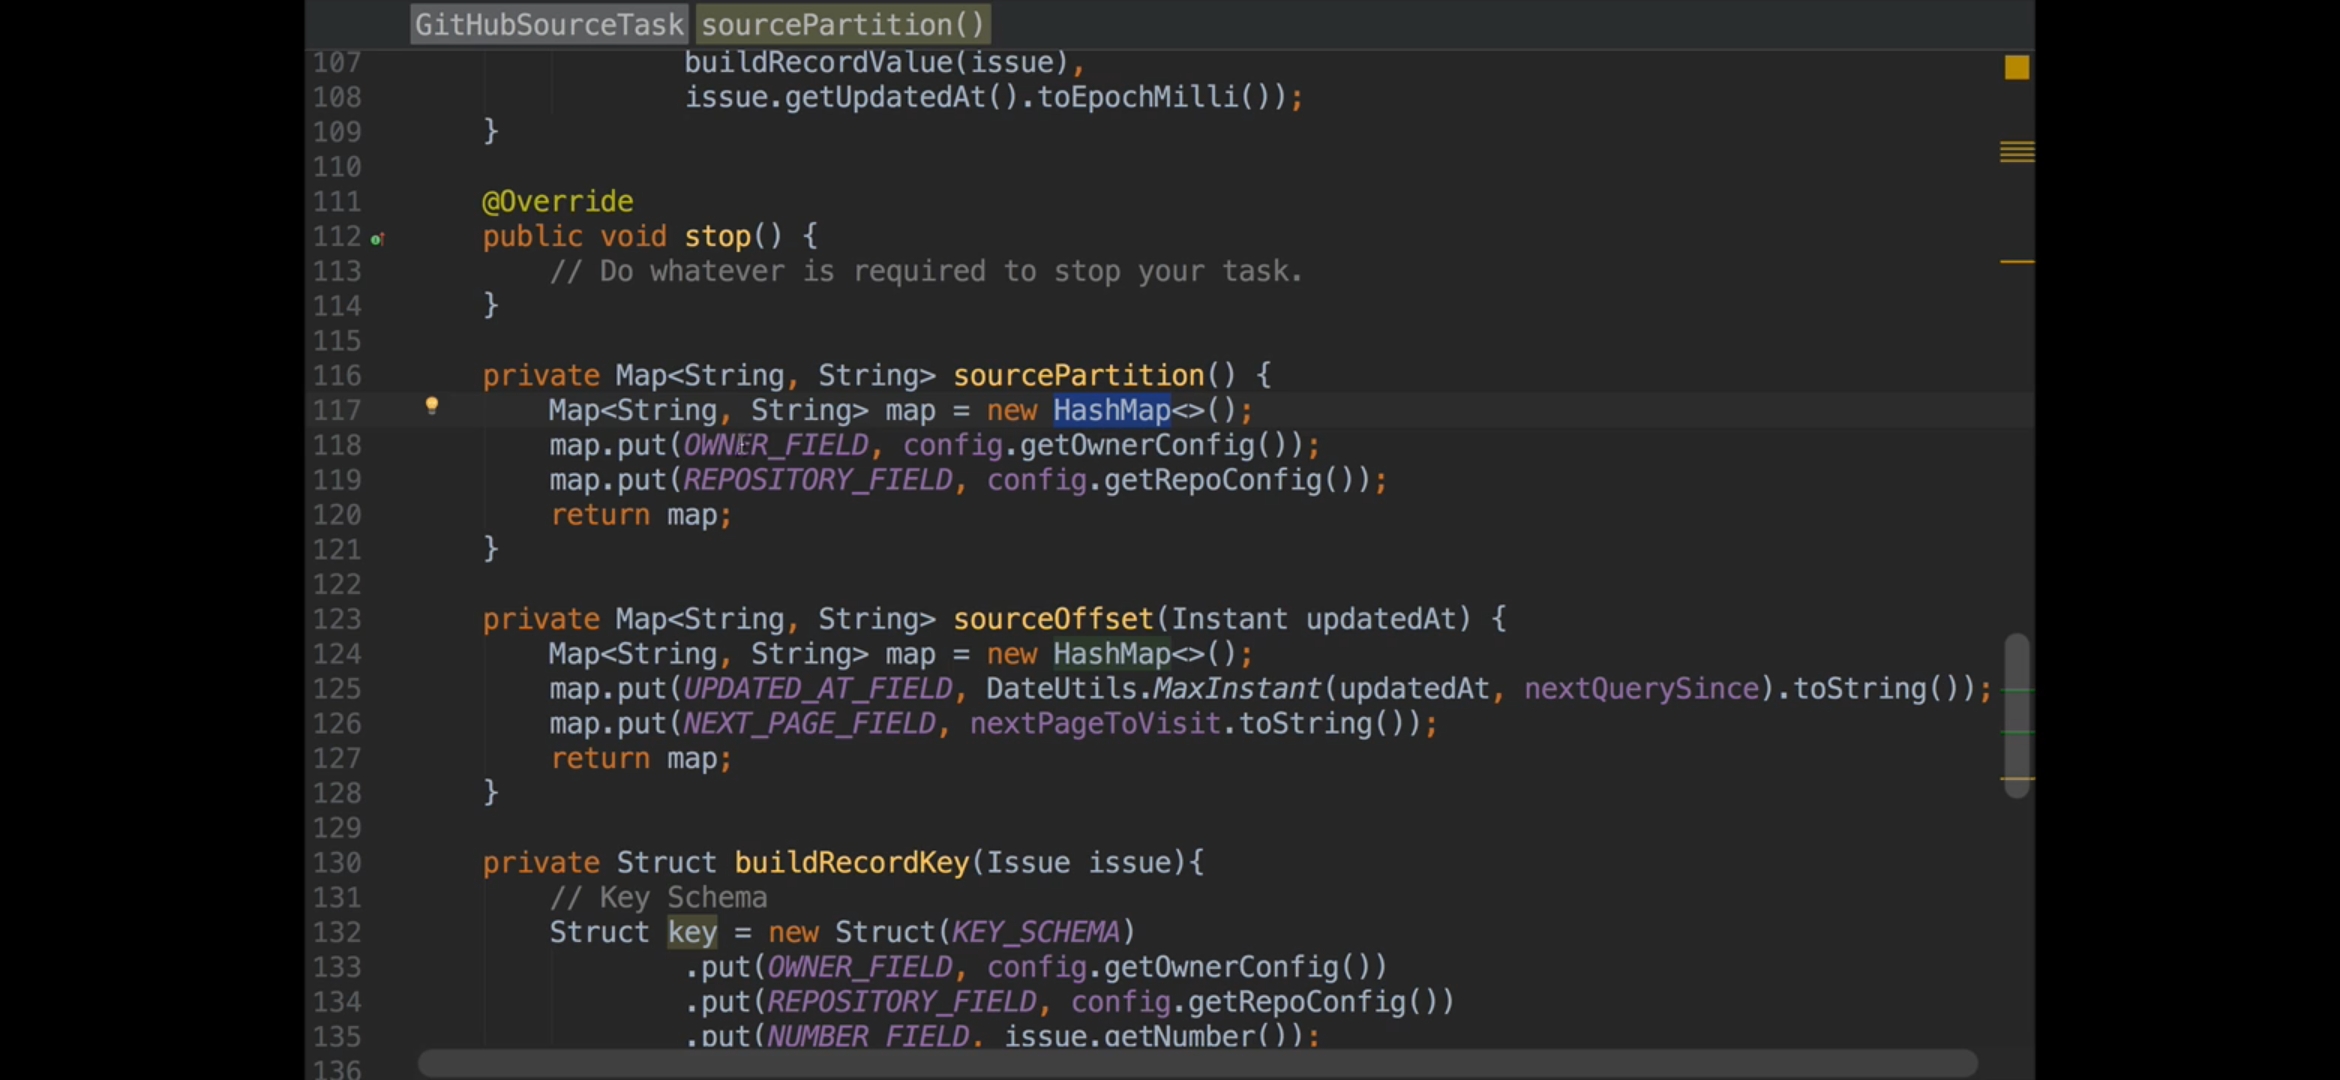 GitHubSourceTask sourcePartition()
107 buildRecordValue(issue),
108 issue.getUpdatedAt().toEpochMilli());
109 }
110
111 @Override
112 public void stop() {
113 // Do whatever is required to stop your task.
114 }
115
116 private Map<String, String> sourcePartition() {
117 Map<String, String> map = new HashMap<>();
118 map.put(OWNER_FIELD, config.getOwnerConfig());
119 map.put(REPOSITORY_FIELD, config.getRepoConfig());
120 return map;
121 }
122
123 private Map<String, String> sourceOffset(Instant updatedAt) {
124 Map<String, String> map = new HashMap<>();
125 map.put(UPDATED_AT_FIELD, DateUtils.MaxInstant(updatedAt, nextQuerySince).toString());
126 map.put(NEXT_PAGE_FIELD, nextPageToVisit.toString());
127 return map;
128 }
129
130 private Struct buildRecordKey(Issue issue){
131 // Key Schema
132 Struct key = new Struct(KEY_SCHEMA)
133 .put(OWNER_FIELD, config.getOwnerConfig())
134 .put(REPOSITORY_FIELD, config.getRepoConfig())
135 .put(NUMBER_FIELD, issue.getNumber());
136